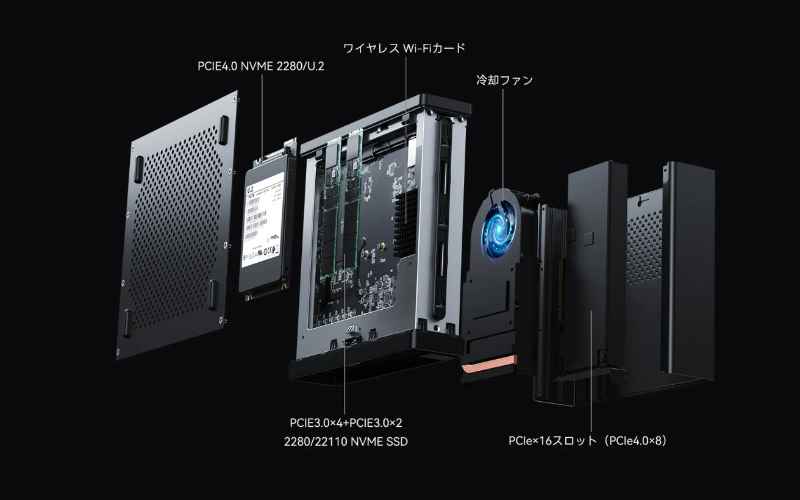 ワイヤレス Wi-Fiカード
PCIE4.0 NVME 2280/U.2
冷却ファン
PCIE3.0×4+PCIE3.0×2
2280/22110 NVME SSD
PCIe×16スロット（PCIe4.0×8）